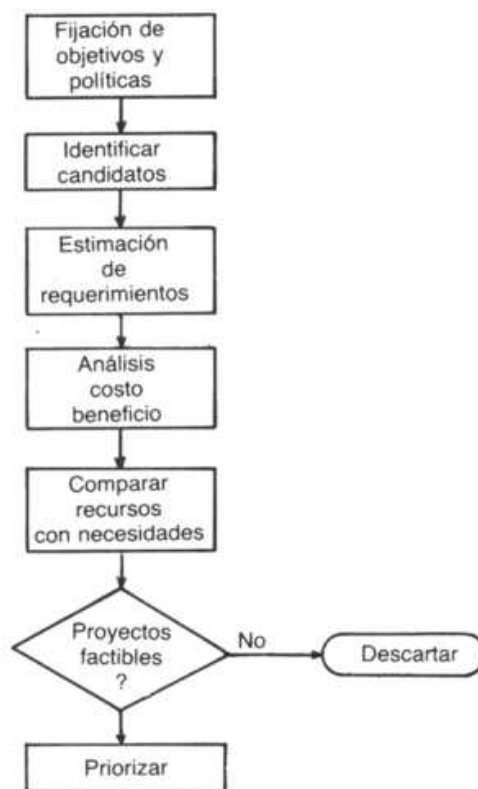 Fijación de
objetivos y
políticas
Identificar
candidatos
Estimación
de
requerimientos
Análisis
costo
beneficio
Comparar
recursos
con necesidades
Proyectos
factibles
?
No
Descartar
Priorizar